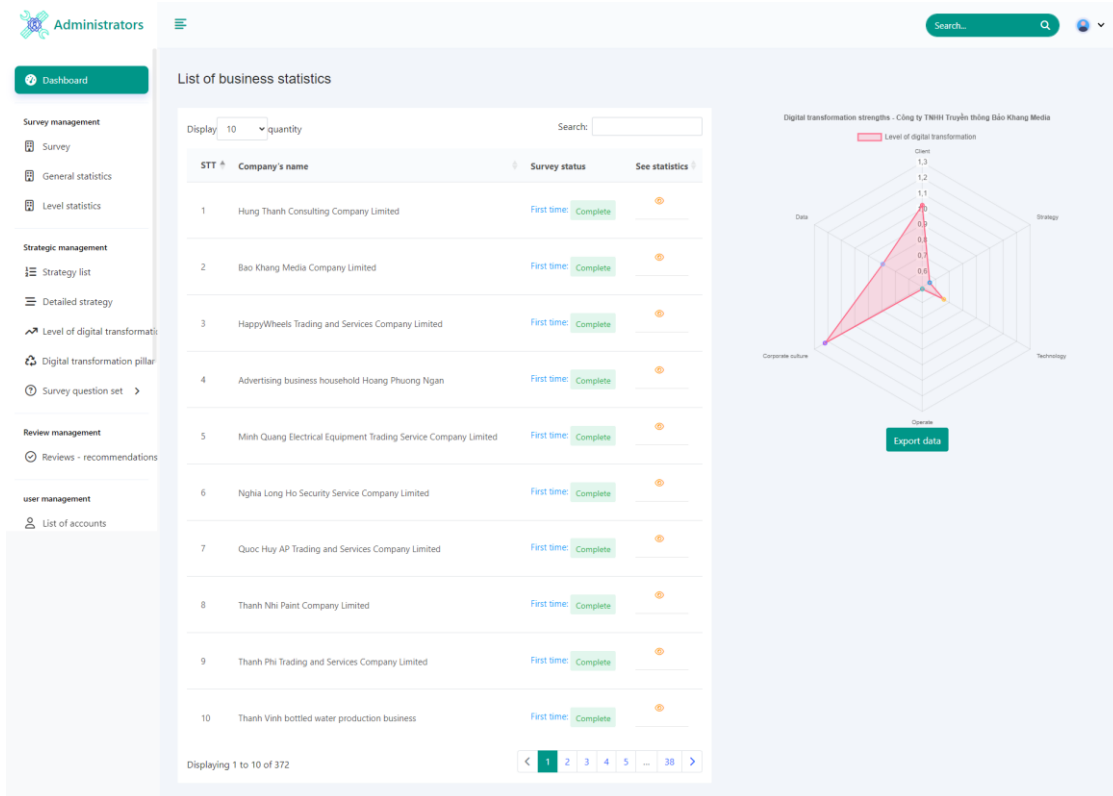 Administrators
Search...
Dashboard
Survey management
Survey
General statistics
Level statistics
Strategic management
Strategy list
Detailed strategy
Level of digital transformatic
Digital transformation pillar
Survey question set
Review management
Reviews - recommendations
user management
List of accounts
List of business statistics
Display 10 quantity
Search:
STT Company's name Survey status See statistics
1 Hung Thanh Consulting Company Limited First time: Complete
2 Bao Khang Media Company Limited First time: Complete
3 HappyWheels Trading and Services Company Limited First time: Complete
4 Advertising business household Hoang Phuong Ngan First time: Complete
5 Minh Quang Electrical Equipment Trading Service Company Limited First time: Complete
6 Nghia Long Ho Security Service Company Limited First time: Complete
7 Quoc Huy AP Trading and Services Company Limited First time: Complete
8 Thanh Nhi Paint Company Limited First time: Complete
9 Thanh Phi Trading and Services Company Limited First time: Complete
10 Thanh Vinh bottled water production business First time: Complete
Displaying 1 to 10 of 372
1 2 3 4 5 ... 38
Digital transformation strengths - Công ty TNHH Truyền thông Bảo Khang Media
Level of digital transformation
Client
1,3
1,2
1,1
0,9
0,8
0,7
0,6
Data
Strategy
Corporate culture
Technology
Operate
Export data